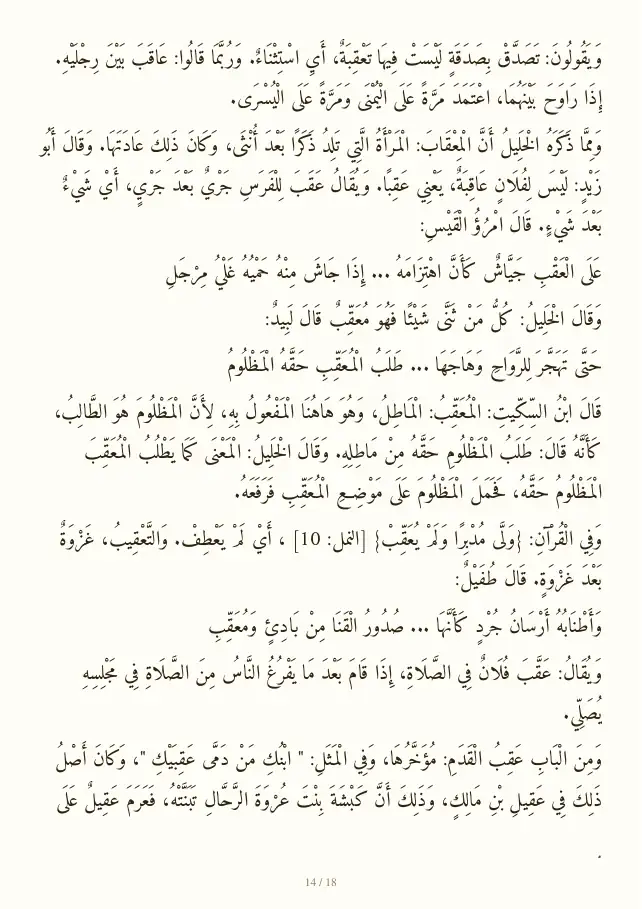 وَيَقُولُونَ: تَصَدَّقْ بِصَدَقَةٍ لَيْسَتْ فِيهَا تَعْقِبَةٌ، أَيِ اسْتِثْنَاءٌ. وَرُبَّمَا قَالُوا: عَاقَبَ بَيْنَ رِجْلَيْهِ.
إِذَا رَاوَحَ بَيْنَهُمَا، اعْتَمَدَ مَرَّةً عَلَى الْيُمْنَى وَمَرَّةً عَلَى الْيُسْرَى.
وَمِمَّا ذَكَرَهُ الْخَلِيلُ أَنَّ الْمِعْقَابَ: الْمَرْأَةُ الَّتِي تَلِدُ ذَكَرًا بَعْدَ أُنْثَى، وَكَانَ ذَلِكَ عَادَتَهَا. وَقَالَ أَبُو
زَيْدٍ: لَيْسَ لِفُلَانٍ عَاقِبَةٌ، يَعْنِي عَقِبًا. وَيُقَالُ عَقَبَ لِلْفَرَسِ جَرْيٌ بَعْدَ جَرْيٍ، أَيْ شَيْءٌ
بَعْدَ شَيْءٍ. قَالَ امْرُؤُ الْقَيْسِ:
عَلَى الْعَقْبِ جَيَّاشٌ كَأَنَّ اهْتِزَامَهُ ... إِذَا جَاشَ مِنْهُ حَمْيُهُ غَلْيُ مِرْجَلِ
وَقَالَ الْخَلِيلُ: كُلُّ مَنْ ثَنَّى شَيْئًا فَهُوَ مُعَقِّبٌ قَالَ لَبِيدٌ:
حَتَّى تَهَجَّرَ لِلرَّوَاحِ وَهَاجَهَا ... طَلَبُ الْمُعَقِّبِ حَقَّهُ الْمَظْلُومُ
قَالَ ابْنُ السِّكِّيتِ: الْمُعَقِّبُ: الْمَاطِلُ، وَهُوَ هَاهُنَا الْمَفْعُولُ بِهِ، لِأَنَّ الْمَظْلُومَ هُوَ الطَّالِبُ،
كَأَنَّهُ قَالَ: طَلَبُ الْمَظْلُومِ حَقَّهُ مِنْ مَاطِلِهِ. وَقَالَ الْخَلِيلُ: الْمَعْنَى كَمَا يَطْلُبُ الْمُعَقِّبَ
الْمَظْلُومُ حَقَّهُ، فَحَمَلَ الْمَظْلُومَ عَلَى مَوْضِعِ الْمُعَقِّبِ فَرَفَعَهُ.
وَفِي الْقُرْآنِ: {وَلَّى مُدْبِرًا وَلَمْ يُعَقِّبْ} [النمل: 10] ، أَيْ لَمْ يَعْطِفْ. وَالتَّعْقِيبُ، غَزْوَةٌ
بَعْدَ غَزْوَةٍ. قَالَ طُفَيْلٌ:
وَأَطْنَابُهُ أَرْسَانُ جُرْدٍ كَأَنَّهَا ... صُدُورُ الْقَنَا مِنْ بَادِئٍ وَمُعَقِّبِ
وَيُقَالُ: عَقَّبَ فُلَانٌ فِي الصَّلَاةِ، إِذَا قَامَ بَعْدَ مَا يَفْرُغُ النَّاسُ مِنَ الصَّلَاةِ فِي مَجْلِسِهِ
يُصَلِّي.
وَمِنَ الْبَابِ عَقِبُ الْقَدَمِ: مُؤَخَّرُهَا، وَفِي الْمَثَلِ: " ابْنُكِ مَنْ دَمَّى عَقِبَيْكِ "، وَكَانَ أَصْلُ
ذَلِكَ فِي عَقِيلِ بْنِ مَالِكٍ، وَذَلِكَ أَنَّ كَبْشَةَ بِنْتَ عُرْوَةَ الرَّحَّالِ تَبَنَّتْهُ، فَعَرَمَ عَقِيلٌ عَلَى
.
14 / 18